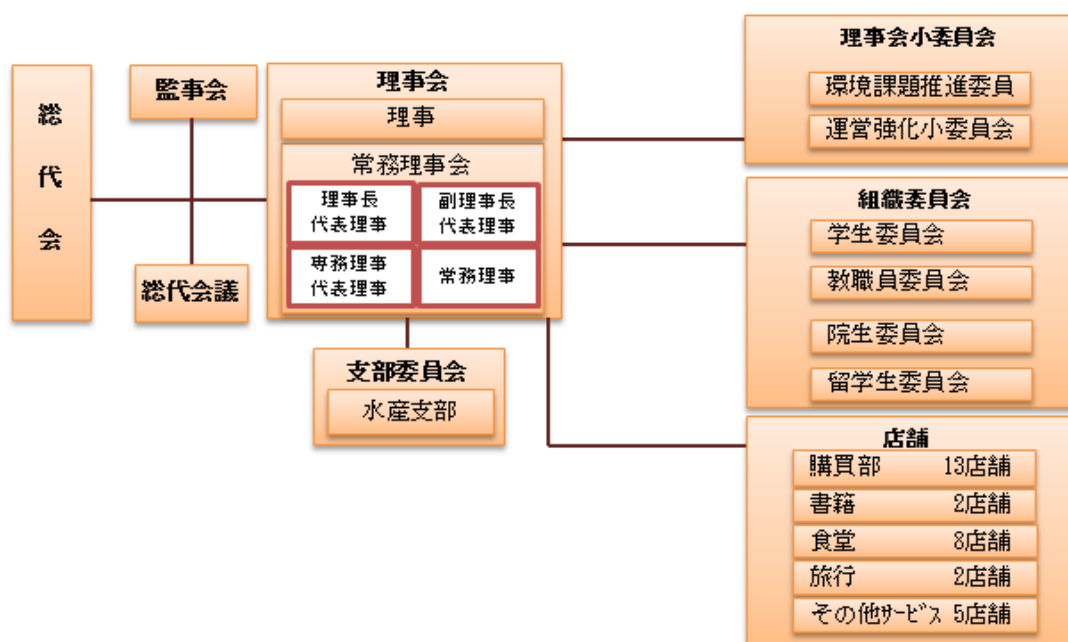 総
代
会
監事会
総代会議
理事会
理事
常務理事会
理事長
代表理事
副理事長
代表理事
専務理事
代表理事
常務理事
支部委員会
水産支部
理事会小委員会
環境課題推進委員
運営強化小委員会
組織委員会
学生委員会
教職員委員会
院生委員会
留学生委員会
店舗
購買部 13店舗
書籍 2店舗
食堂 8店舗
旅行 2店舗
その他ｻｰﾋﾞｽ 5店舗